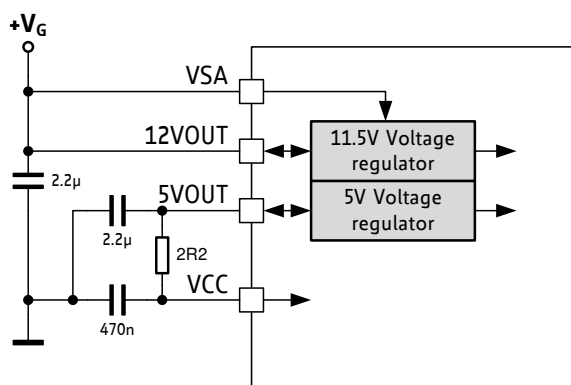 +VG
VSA
12VOUT
11.5V Voltage
regulator
2.2µ
5VOUT
5V Voltage
regulator
2.2µ
2R2
VCC
470n